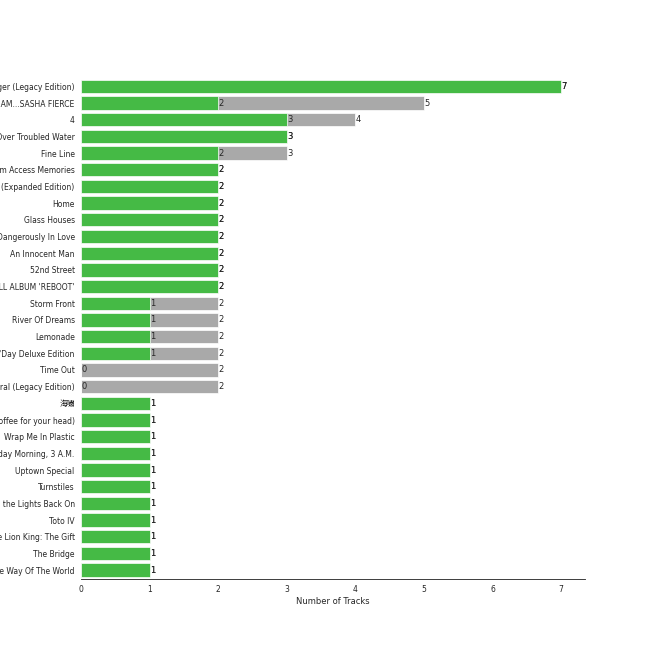 ger (Legacy Edition) 7
AM...SASHA FIERCE 2 5
4 3 4
Over Troubled Water 3
Fine Line 2 3
m Access Memories 2
(Expanded Edition) 2
Home 2
Glass Houses 2
Dangerously In Love 2
An Innocent Man 2
52nd Street 2
LL ALBUM 'REBOOT' 2
Storm Front 1 2
River Of Dreams 1 2
Lemonade 1 2
'Day Deluxe Edition 1 2
Time Out 0 2
ral (Legacy Edition) 0 2
1
offee for your head) 1
Wrap Me In Plastic 1
day Morning, 3 A.M. 1
Uptown Special 1
Turnstiles 1
the Lights Back On 1
Toto IV 1
e Lion King: The Gift 1
The Bridge 1
e Way Of The World 1
0 1 2 3 4 5 6 7
Number of Tracks